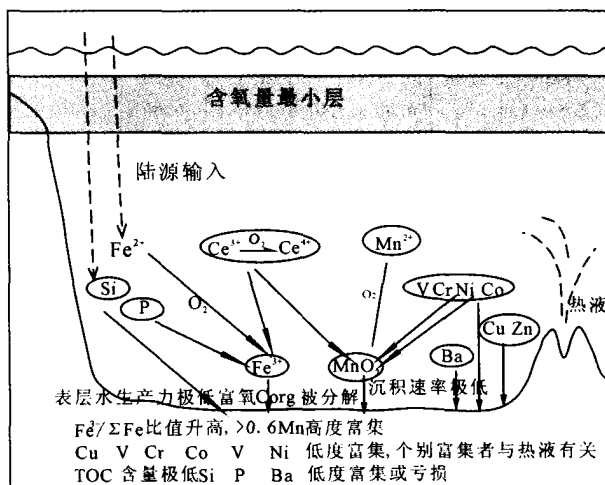 含氧量最小层
陆源输入
Fe²⁺
Ce³⁺ O₂ Ce⁴⁺
Mn²⁺
Si
P
O₂
O₂
V Cr Ni Co
热液
Cu Zn
Fe³⁺
MnO₂
Ba
沉积速率极低
表层水生产力极低富氧Corg被分解
Fe³/ΣFe比值升高,>0.6Mn高度富集
Cu V Cr Co V Ni 低度富集,个别富集者与热液有关
TOC 含量极低Si P Ba 低度富集或亏损